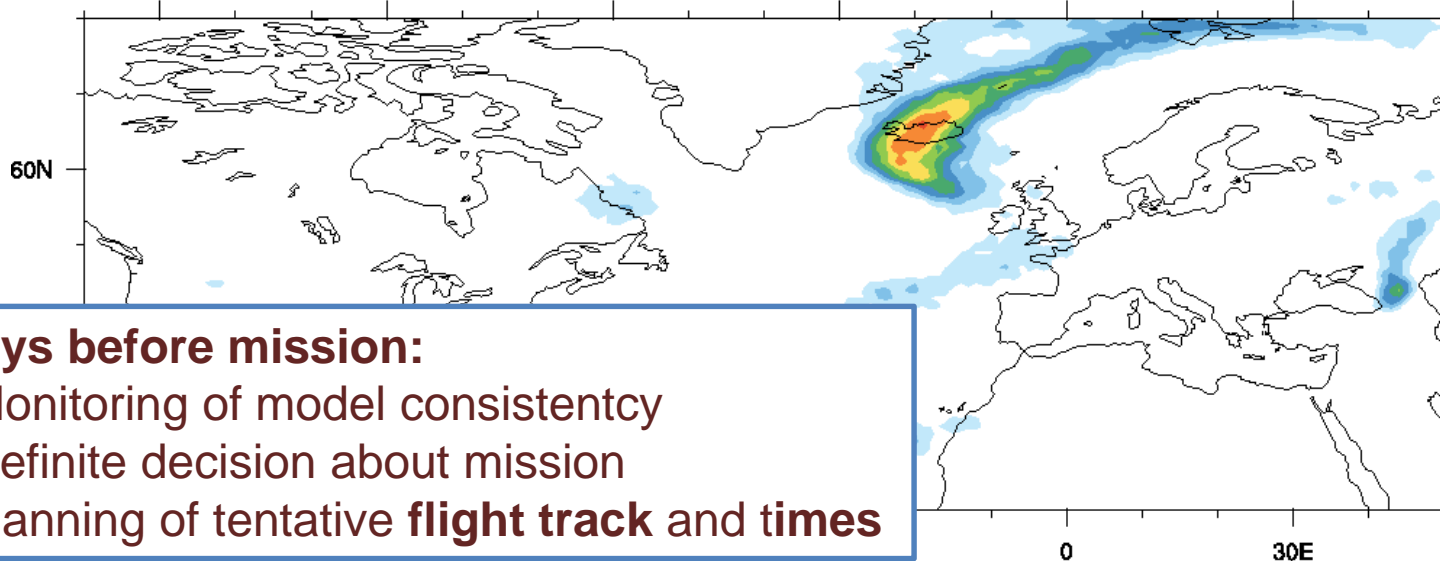 60N
ys before mission:
onitoring of model consistentcy
efinite decision about mission
anning of tentative flight track and times
0 30E